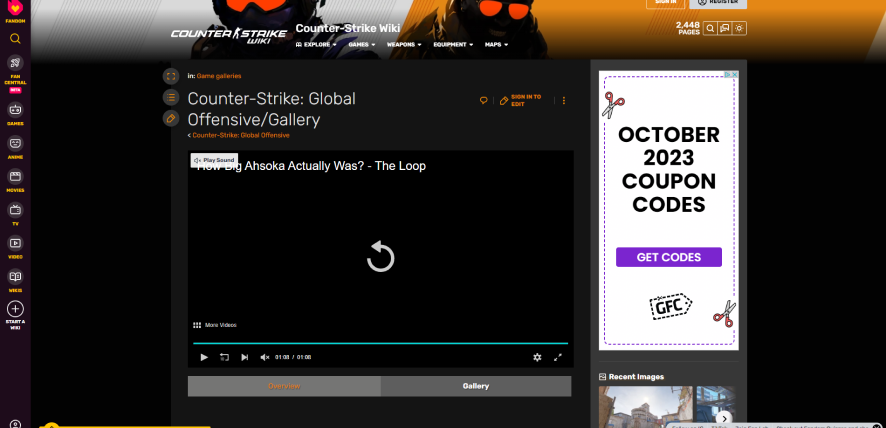 FANDOM
FAN
CENTRAL
BETA
GAMES
ANIME
MOVIES
TV
VIDEO
WIKIS
START A
WIKI
COUNTER STRIKE
WIKI
Counter-Strike Wiki
SIGN IN
REGISTER
2,448
PAGES
EXPLORE
GAMES
WEAPONS
EQUIPMENT
MAPS
in: Game galleries
Counter-Strike: Global
Offensive/Gallery
SIGN IN TO
EDIT
< Counter-Strike: Global Offensive
Play Sound
How Big Ahsoka Actually Was? - The Loop
More Videos
01:08 / 01:08
Overview
Gallery
OCTOBER
2023
COUPON
CODES
GET CODES
GFC
Recent Images